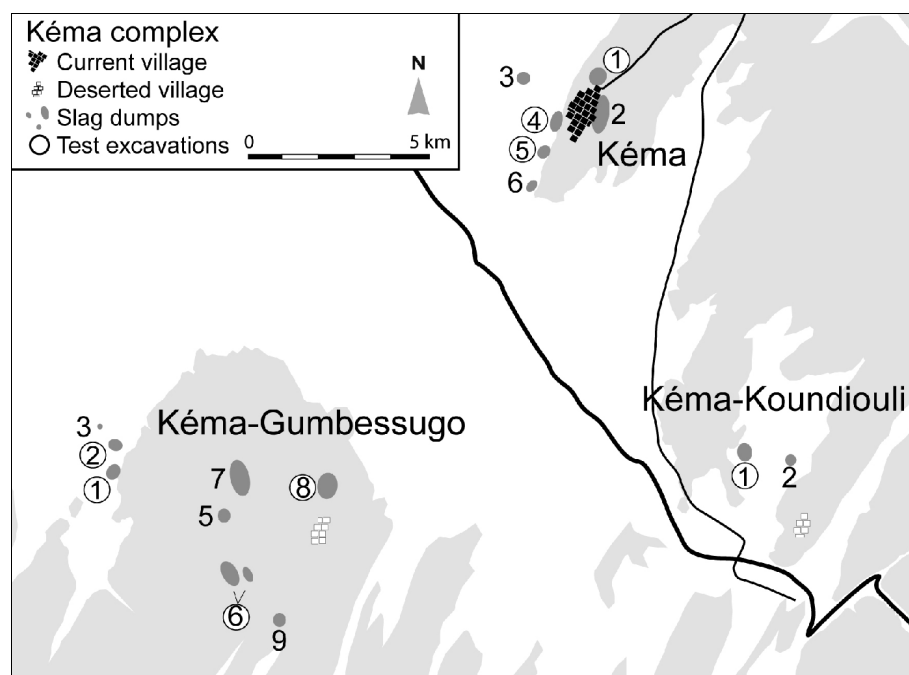 Kéma complex
Current village
Deserted village
Slag dumps
Test excavations
N
0 5 km
1
3
2
4
Kéma
5
6
Kéma-Koundiouli
1
2
Kéma-Gumbessugo
3
2
1
7
8
5
6
9